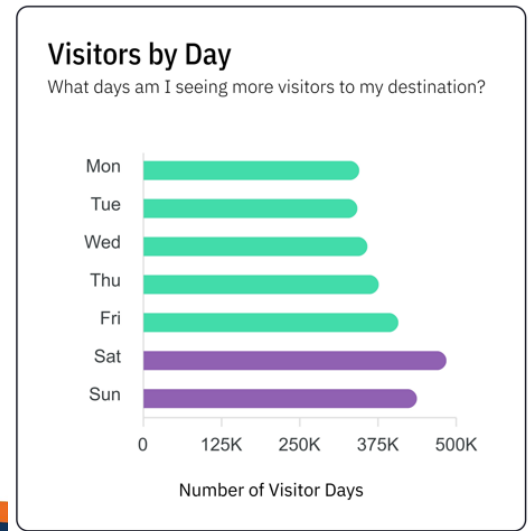 Visitors by Day
What days am I seeing more visitors to my destination?
Mon
Tue
Wed
Thu
Fri
Sat
Sun
0 125K 250K 375K 500K
Number of Visitor Days